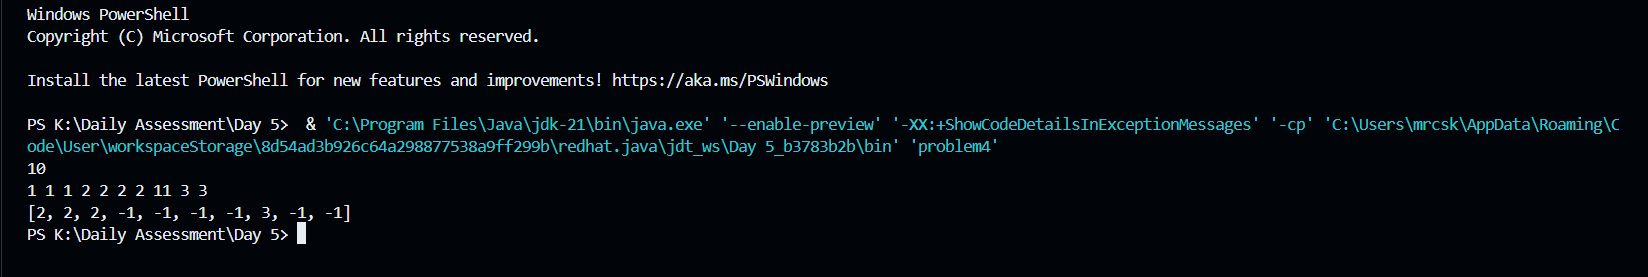 Windows PowerShell
Copyright (C) Microsoft Corporation. All rights reserved.
Install the latest PowerShell for new features and improvements! https://aka.ms/PSWindows
PS K:\Daily Assessment\Day 5>  & 'C:\Program Files\Java\jdk-21\bin\java.exe' '--enable-preview' '-XX:+ShowCodeDetailsInExceptionMessages' '-cp' 'C:\Users\mrcsk\AppData\Roaming\C
ode\User\workspaceStorage\8d54ad3b926c64a298877538a9ff299b\redhat.java\jdt_ws\Day 5_b3783b2b\bin' 'problem4'
10
1 1 1 2 2 2 2 11 3 3
[2, 2, 2, -1, -1, -1, -1, 3, -1, -1]
PS K:\Daily Assessment\Day 5>